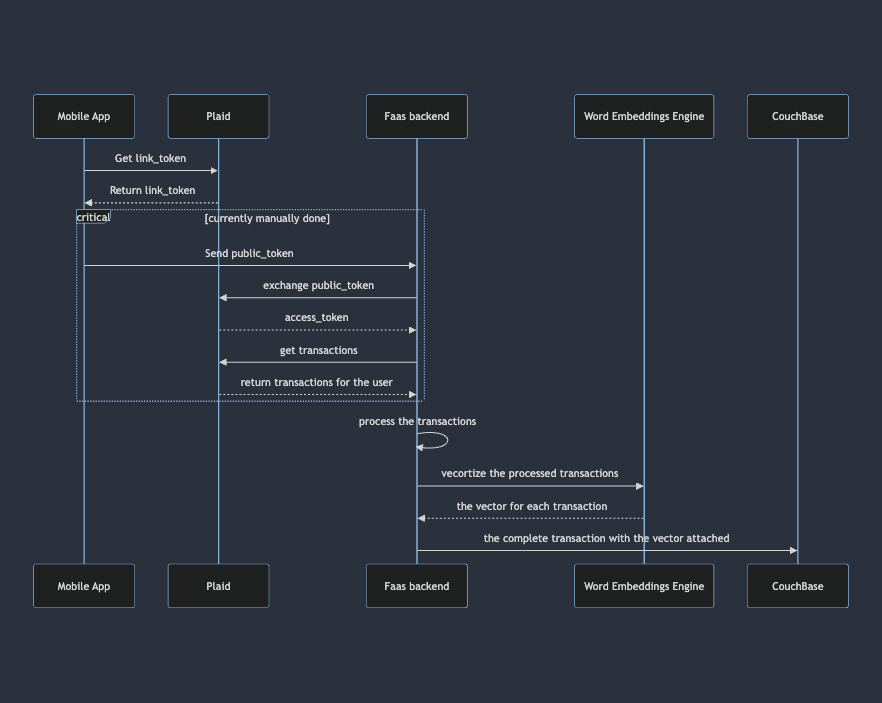 Mobile App
Plaid
Faas backend
Word Embeddings Engine
CouchBase
Get link_token
Return link_token
critical
[currently manually done]
Send public_token
exchange public_token
access_token
get transactions
return transactions for the user
process the transactions
vecortize the processed transactions
the vector for each transaction
the complete transaction with the vector attached
Mobile App
Plaid
Faas backend
Word Embeddings Engine
CouchBase